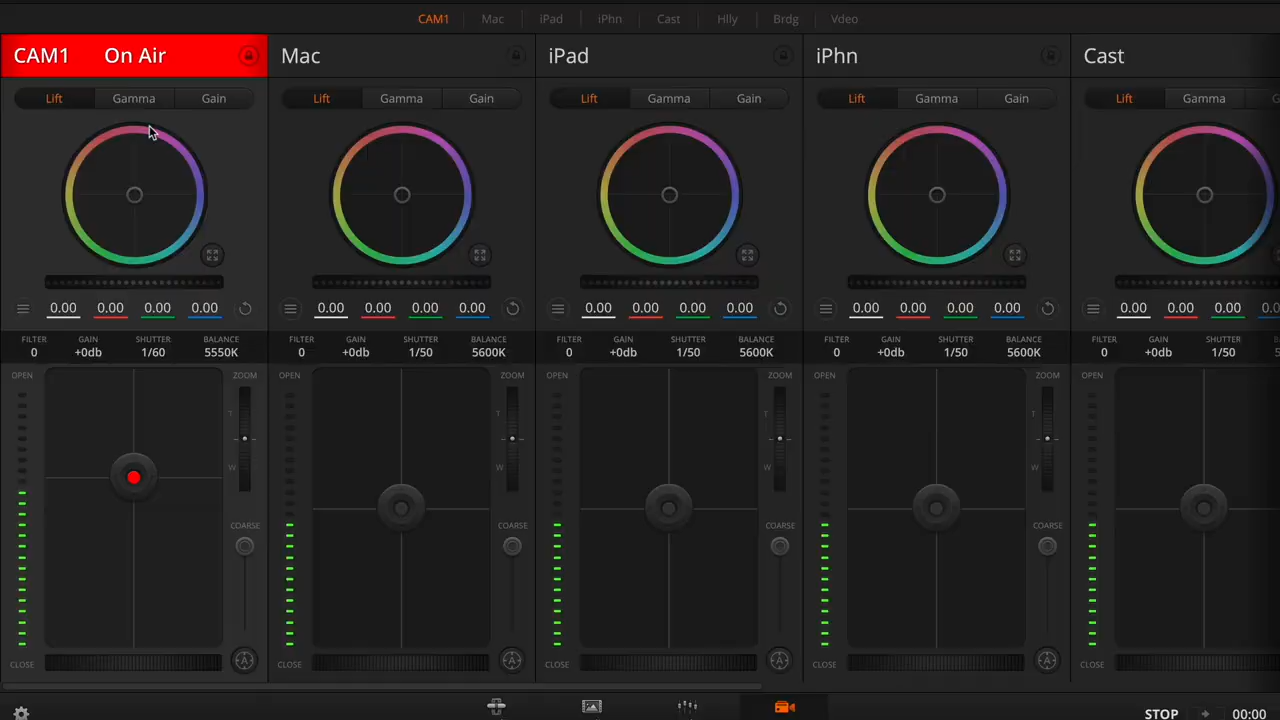 CAM1 Mac iPad iPhn Cast Hlly Brdg Vdeo
CAM1 On Air Mac iPad iPhn Cast
Lift Gamma Gain Lift Gamma Gain Lift Gamma Gain Lift Gamma Gain Lift Gamma
0.00 0.00 0.00 0.00 0.00 0.00 0.00 0.00 0.00 0.00 0.00 0.00 0.00 0.00 0.00 0.00 0.00 0.00 0.00
FILTER GAIN SHUTTER BALANCE FILTER GAIN SHUTTER BALANCE FILTER GAIN SHUTTER BALANCE FILTER GAIN SHUTTER BALANCE FILTER GAIN SHUTTER
0 +0db 1/60 5550K 0 +0db 1/50 5600K 0 +0db 1/50 5600K 0 +0db 1/50 5600K 0 +0db 1/50
OPEN ZOOM OPEN ZOOM OPEN ZOOM OPEN ZOOM OPEN
T T T T
W W W W
COARSE COARSE COARSE COARSE
CLOSE A CLOSE A CLOSE A CLOSE A CLOSE
STOP 00:00